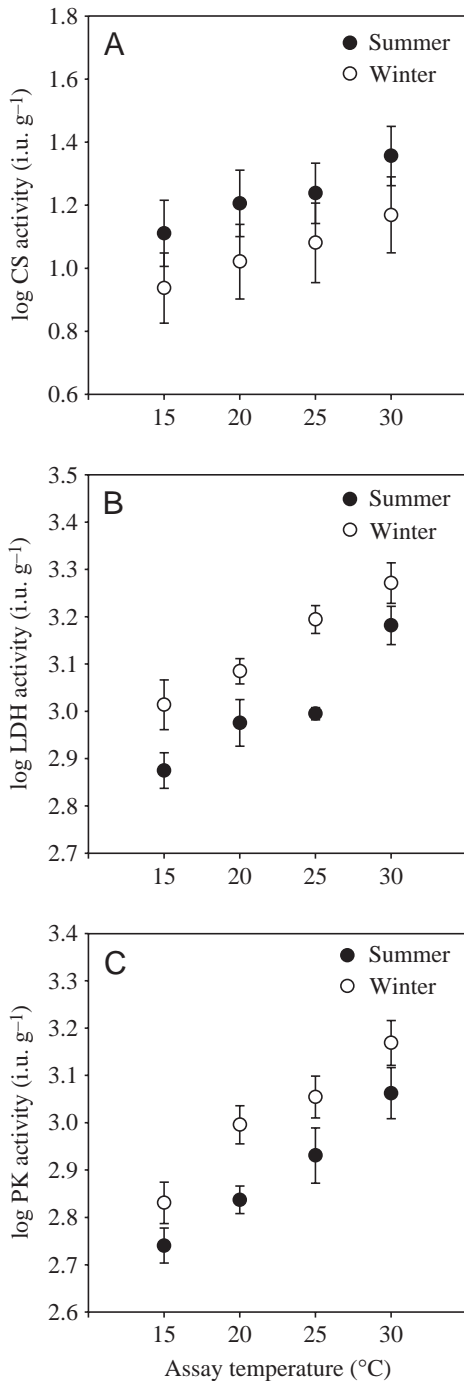 A
Summer
Winter
log CS activity (i.u. g–1)
1.8
1.6
1.4
1.2
1.0
0.8
0.6
15 20 25 30
B
Summer
Winter
log LDH activity (i.u. g–1)
3.5
3.4
3.3
3.2
3.1
3.0
2.9
2.8
2.7
15 20 25 30
C
Summer
Winter
log PK activity (i.u. g–1)
3.4
3.3
3.2
3.1
3.0
2.9
2.8
2.7
2.6
15 20 25 30
Assay temperature (°C)